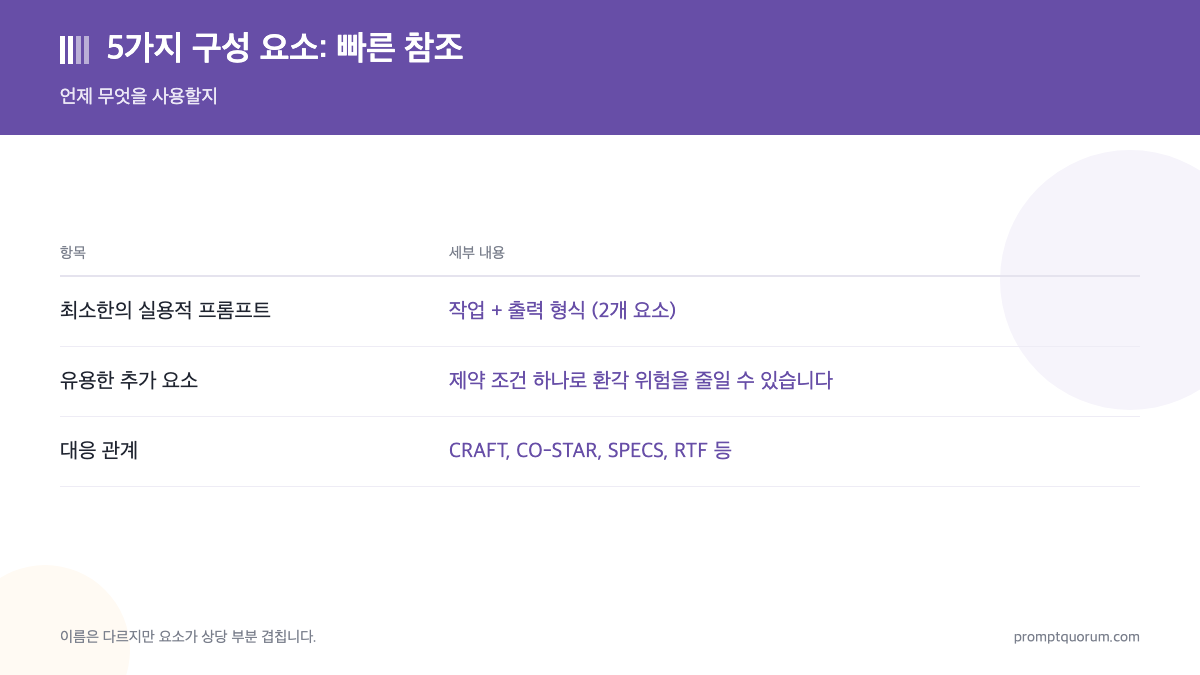 5가지 구성 요소: 빠른 참조
언제 무엇을 사용할지
항목 세부 내용
최소한의 실용적 프롬프트 작업 + 출력 형식 (2개 요소)
유용한 추가 요소 제약 조건 하나로 환각 위험을 줄일 수 있습니다
대응 관계 CRAFT, CO-STAR, SPECS, RTF 등
이름은 다르지만 요소가 상당 부분 겹칩니다.
promptquorum.com